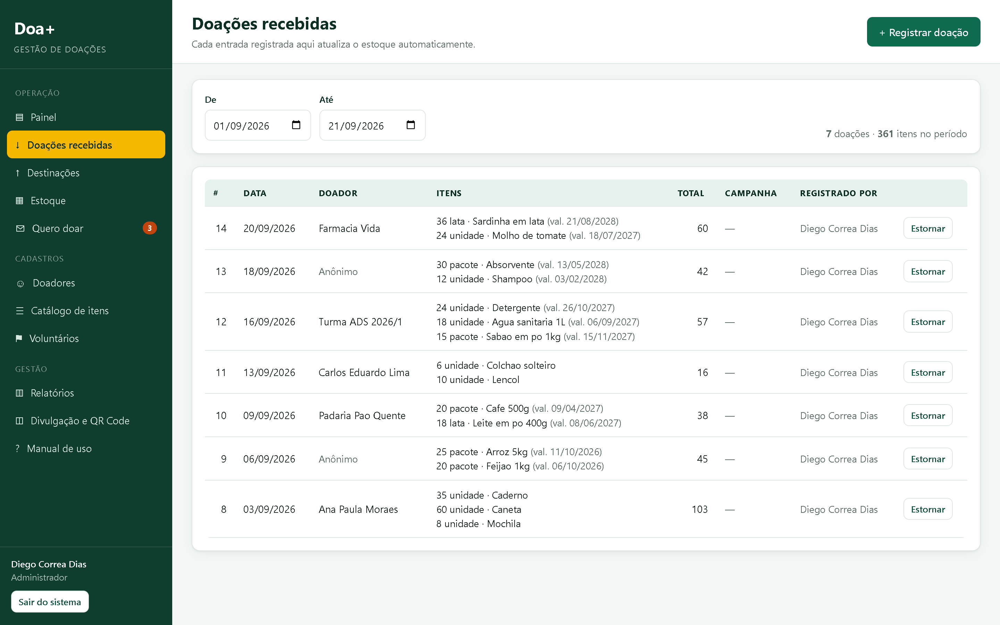 Doa+
GESTÃO DE DOAÇÕES
OPERAÇÃO
Painel
↓ Doações recebidas
↑ Destinações
Estoque
Quero doar 3
CADASTROS
Doadores
Catálogo de itens
Voluntários
GESTÃO
Relatórios
Divulgação e QR Code
? Manual de uso
Diego Correa Dias
Administrador
Sair do sistema
Doações recebidas
Cada entrada registrada aqui atualiza o estoque automaticamente.
+ Registrar doação
De Até
01/09/2026 21/09/2026
7 doações · 361 itens no período
# DATA DOADOR ITENS TOTAL CAMPANHA REGISTRADO POR
14 20/09/2026 Farmacia Vida 36 lata · Sardinha em lata (val. 21/08/2028) 60 — Diego Correa Dias Estornar
24 unidade · Molho de tomate (val. 18/07/2027)
13 18/09/2026 Anônimo 30 pacote · Absorvente (val. 13/05/2028) 42 — Diego Correa Dias Estornar
12 unidade · Shampoo (val. 03/02/2028)
24 unidade · Detergente (val. 26/10/2027)
12 16/09/2026 Turma ADS 2026/1 18 unidade · Agua sanitaria 1L (val. 06/09/2027) 57 — Diego Correa Dias Estornar
15 pacote · Sabao em po 1kg (val. 15/11/2027)
11 13/09/2026 Carlos Eduardo Lima 6 unidade · Colchao solteiro 16 — Diego Correa Dias Estornar
10 unidade · Lencol
10 09/09/2026 Padaria Pao Quente 20 pacote · Cafe 500g (val. 09/04/2027) 38 — Diego Correa Dias Estornar
18 lata · Leite em po 400g (val. 08/06/2027)
9 06/09/2026 Anônimo 25 pacote · Arroz 5kg (val. 11/10/2026) 45 — Diego Correa Dias Estornar
20 pacote · Feijao 1kg (val. 06/10/2026)
35 unidade · Caderno
8 03/09/2026 Ana Paula Moraes 60 unidade · Caneta 103 — Diego Correa Dias Estornar
8 unidade · Mochila